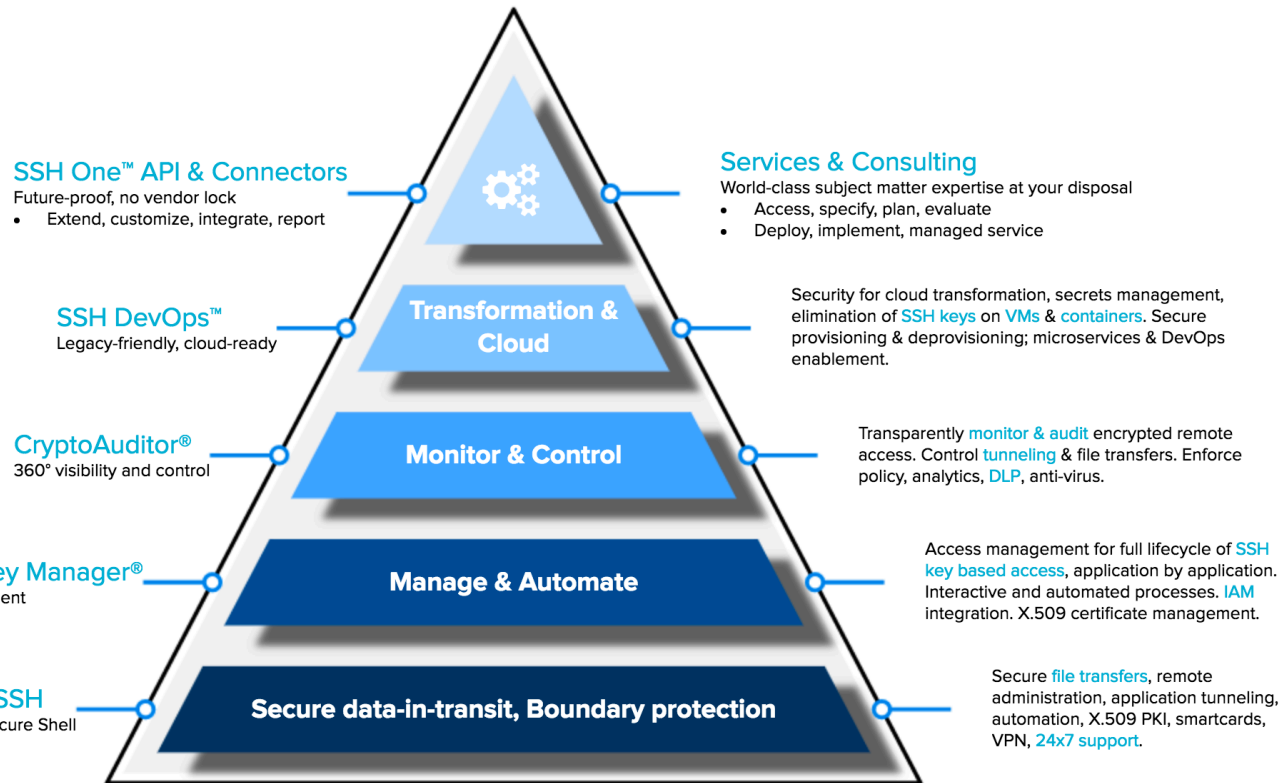 SSH One™ API & Connectors
Future-proof, no vendor lock
• Extend, customize, integrate, report
Services & Consulting
World-class subject matter expertise at your disposal
• Access, specify, plan, evaluate
• Deploy, implement, managed service
SSH DevOps™
Legacy-friendly, cloud-ready
Transformation &
Cloud
Security for cloud transformation, secrets management,
elimination of SSH keys on VMs & containers. Secure
provisioning & deprovisioning; microservices & DevOps
enablement.
CryptoAuditor®
360° visibility and control
Monitor & Control
Transparently monitor & audit encrypted remote
access. Control tunneling & file transfers. Enforce
policy, analytics, DLP, anti-virus.
Manager®
Manage & Automate
Access management for full lifecycle of SSH
key based access, application by application.
Interactive and automated processes. IAM
integration. X.509 certificate management.
SSH
Shell
Secure data-in-transit, Boundary protection
Secure file transfers, remote
administration, application tunneling,
automation, X.509 PKI, smartcards,
VPN, 24x7 support.